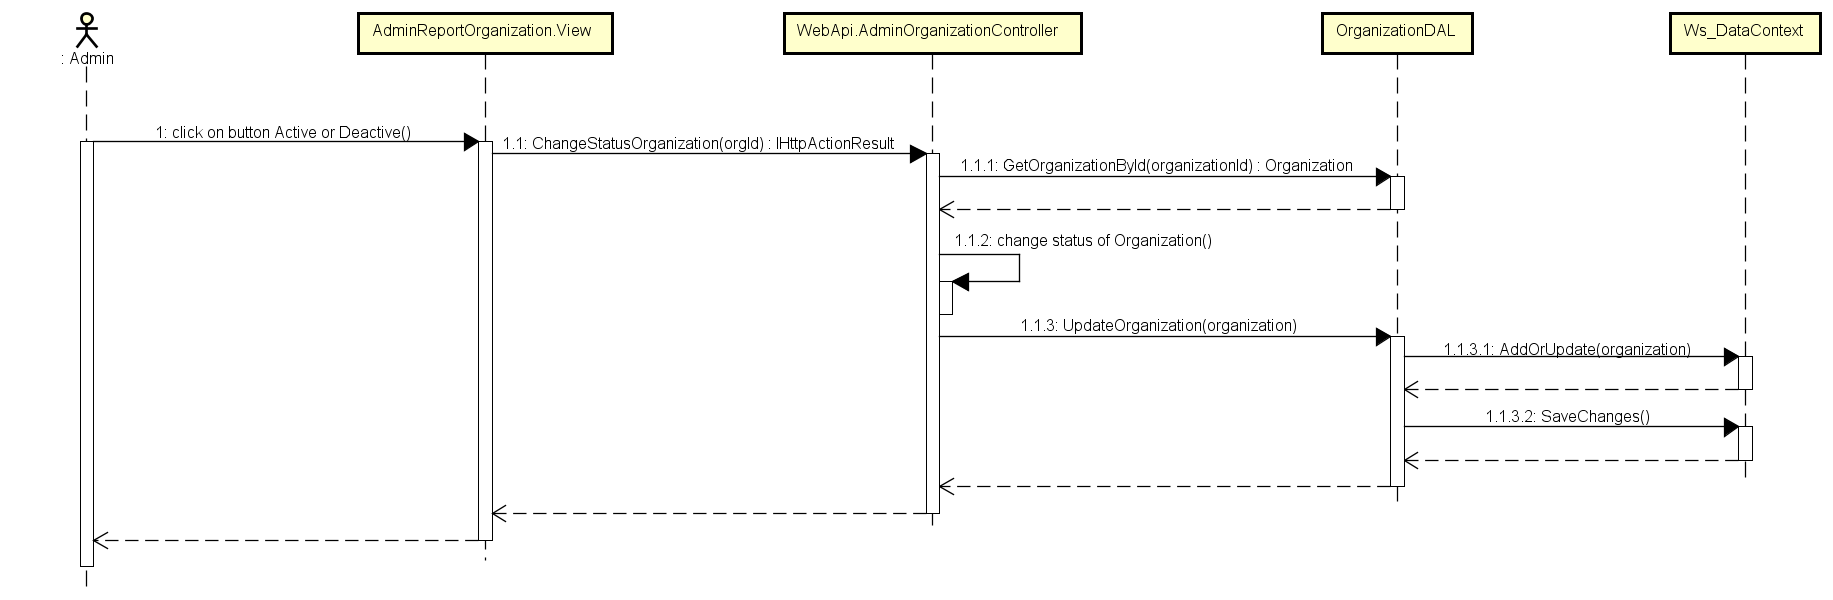 : Admin
AdminReportOrganization.View
WebApi.AdminOrganizationController
OrganizationDAL
Ws_DataContext
1: click on button Active or Deactive()
1.1: ChangeStatusOrganization(orgId) : IHttpActionResult
1.1.1: GetOrganizationById(organizationId) : Organization
1.1.2: change status of Organization()
1.1.3: UpdateOrganization(organization)
1.1.3.1: AddOrUpdate(organization)
1.1.3.2: SaveChanges()